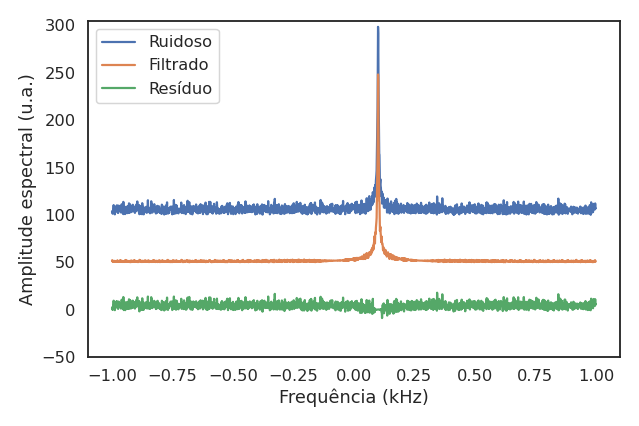 Ruidoso
Filtrado
Resíduo
Amplitude espectral (u.a.)
300
250
200
150
100
50
0
−50
−1.00 −0.75 −0.50 −0.25 0.00 0.25 0.50 0.75 1.00
Frequência (kHz)